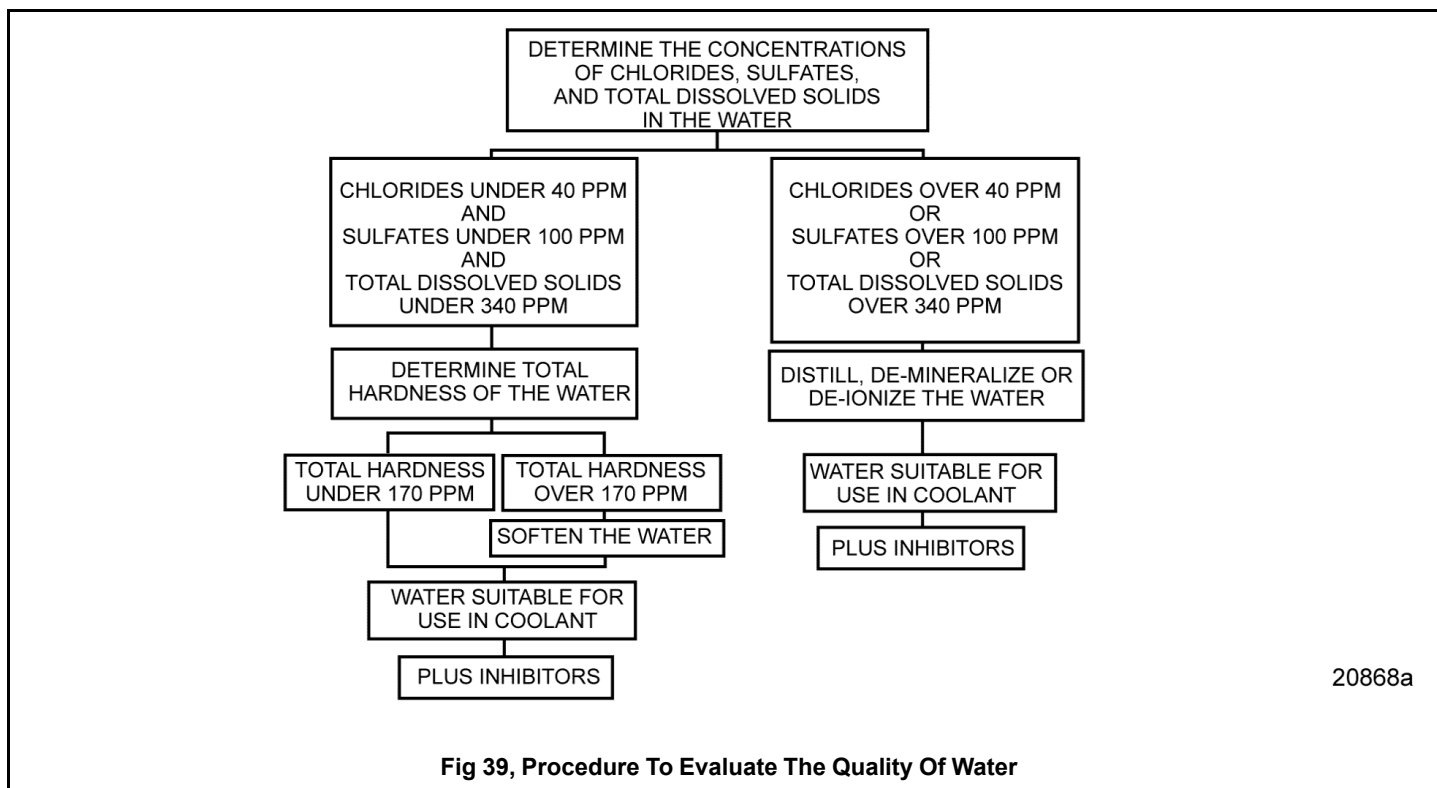 DETERMINE THE CONCENTRATIONS
OF CHLORIDES, SULFATES,
AND TOTAL DISSOLVED SOLIDS
IN THE WATER
CHLORIDES UNDER 40 PPM
AND
SULFATES UNDER 100 PPM
AND
TOTAL DISSOLVED SOLIDS
UNDER 340 PPM
CHLORIDES OVER 40 PPM
OR
SULFATES OVER 100 PPM
OR
TOTAL DISSOLVED SOLIDS
OVER 340 PPM
DETERMINE TOTAL
HARDNESS OF THE WATER
DISTILL, DE-MINERALIZE OR
DE-IONIZE THE WATER
TOTAL HARDNESS
UNDER 170 PPM
TOTAL HARDNESS
OVER 170 PPM
WATER SUITABLE FOR
USE IN COOLANT
SOFTEN THE WATER
PLUS INHIBITORS
WATER SUITABLE FOR
USE IN COOLANT
PLUS INHIBITORS
20868a
Fig 39, Procedure To Evaluate The Quality Of Water